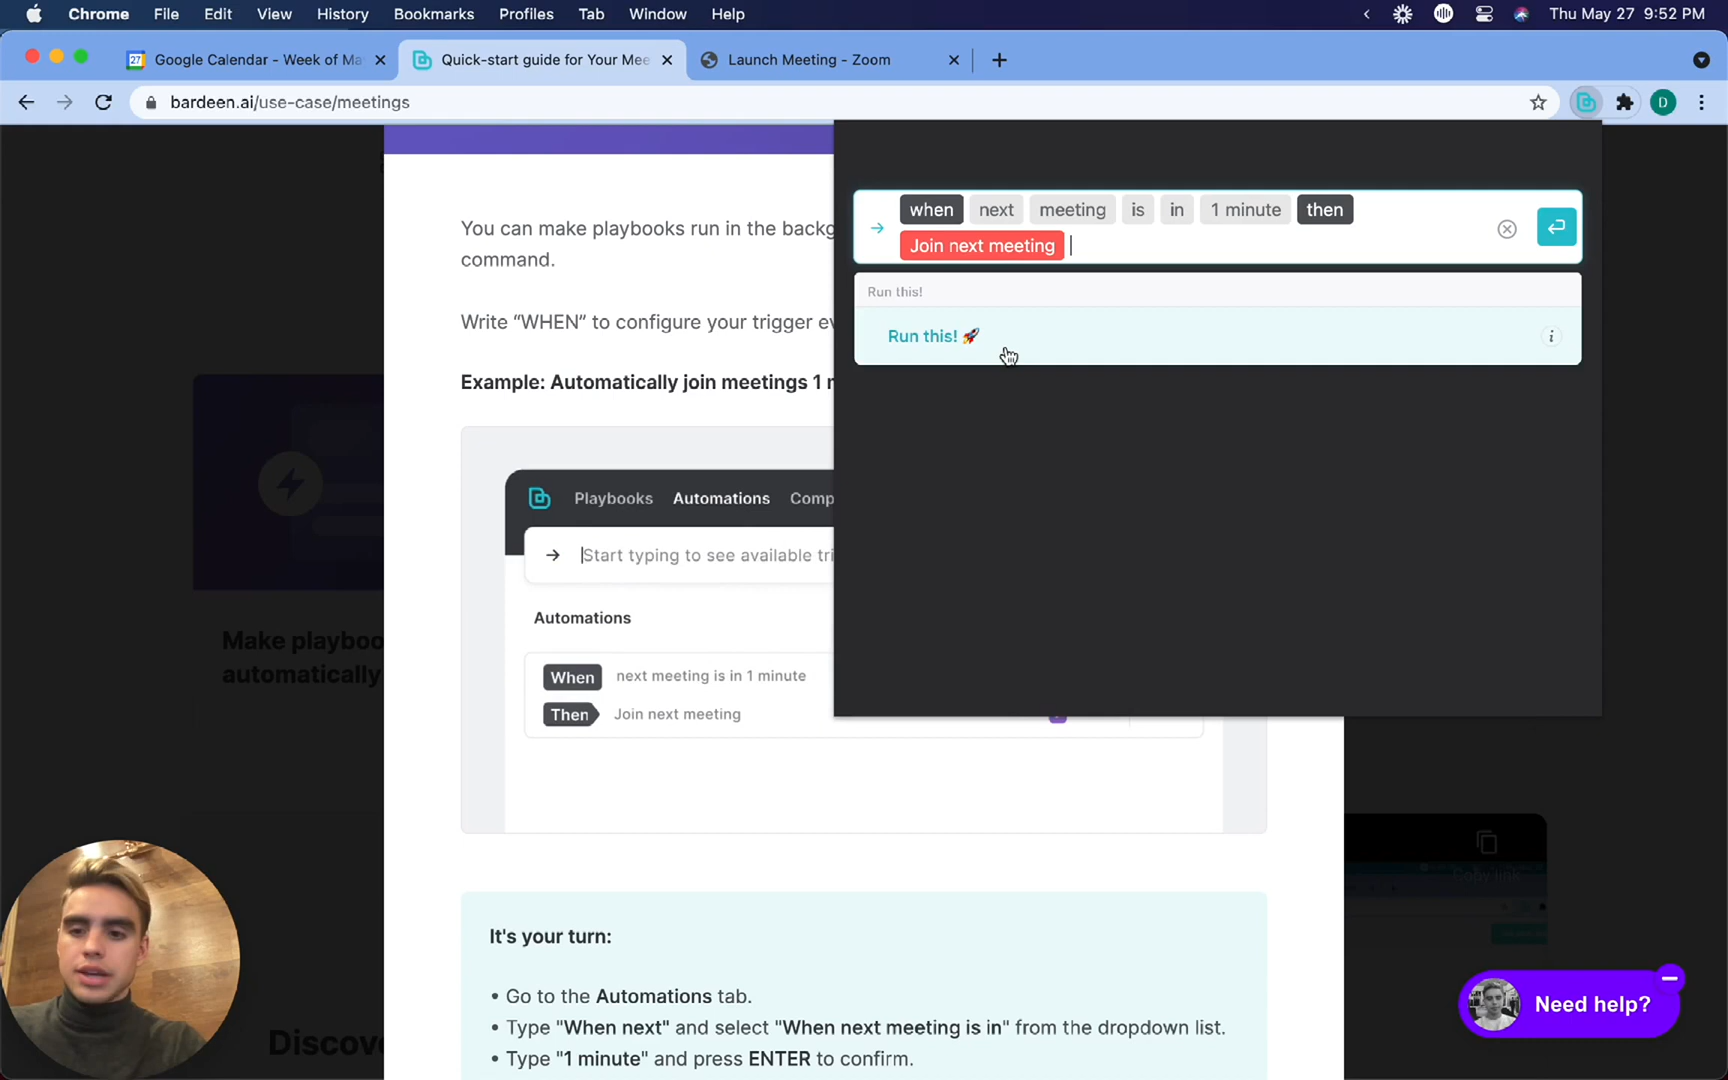 Chrome File Edit View History Bookmarks Profiles Tab Window Help Thu May 27 9:52 PM
27 Google Calendar - Week of Ma Quick-start guide for Your Mee Launch Meeting - Zoom
bardeen.ai/use-case/meetings D
when next meeting is in 1 minute then
Join next meeting
Run this!
Run this! 🚀
You can make playbooks run in the backg
command.
Write “WHEN” to configure your trigger ev
Example: Automatically join meetings 1 m
Playbooks Automations Comp
Start typing to see available tri
Automations
When next meeting is in 1 minute
Then Join next meeting
Make playboo
automatically
Copy link
It's your turn:
• Go to the Automations tab.
• Type "When next" and select "When next meeting is in" from the dropdown list.
• Type "1 minute" and press ENTER to confirm.
Discov
Need help?